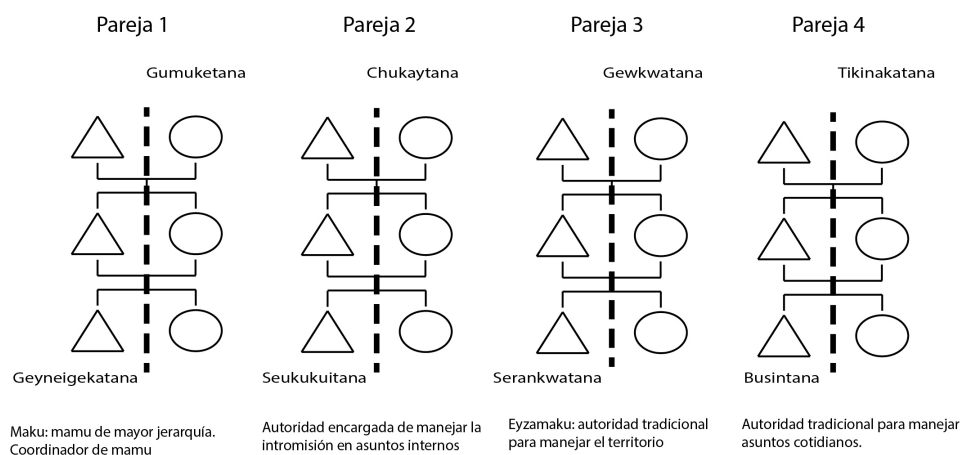 Pareja 1
Pareja 2
Pareja 3
Pareja 4
Gumuketana
Chukaytana
Gewkwatana
Tikinakatana
Geyneigekatana
Seukukuitana
Serankwatana
Busintana
Maku: mamu de mayor jerarquía.
Coordinador de mamu
Autoridad encargada de manejar la
intromisión en asuntos internos
Eyzamaku: autoridad tradicional
para manejar el territorio
Autoridad tradicional para manejar
asuntos cotidianos.